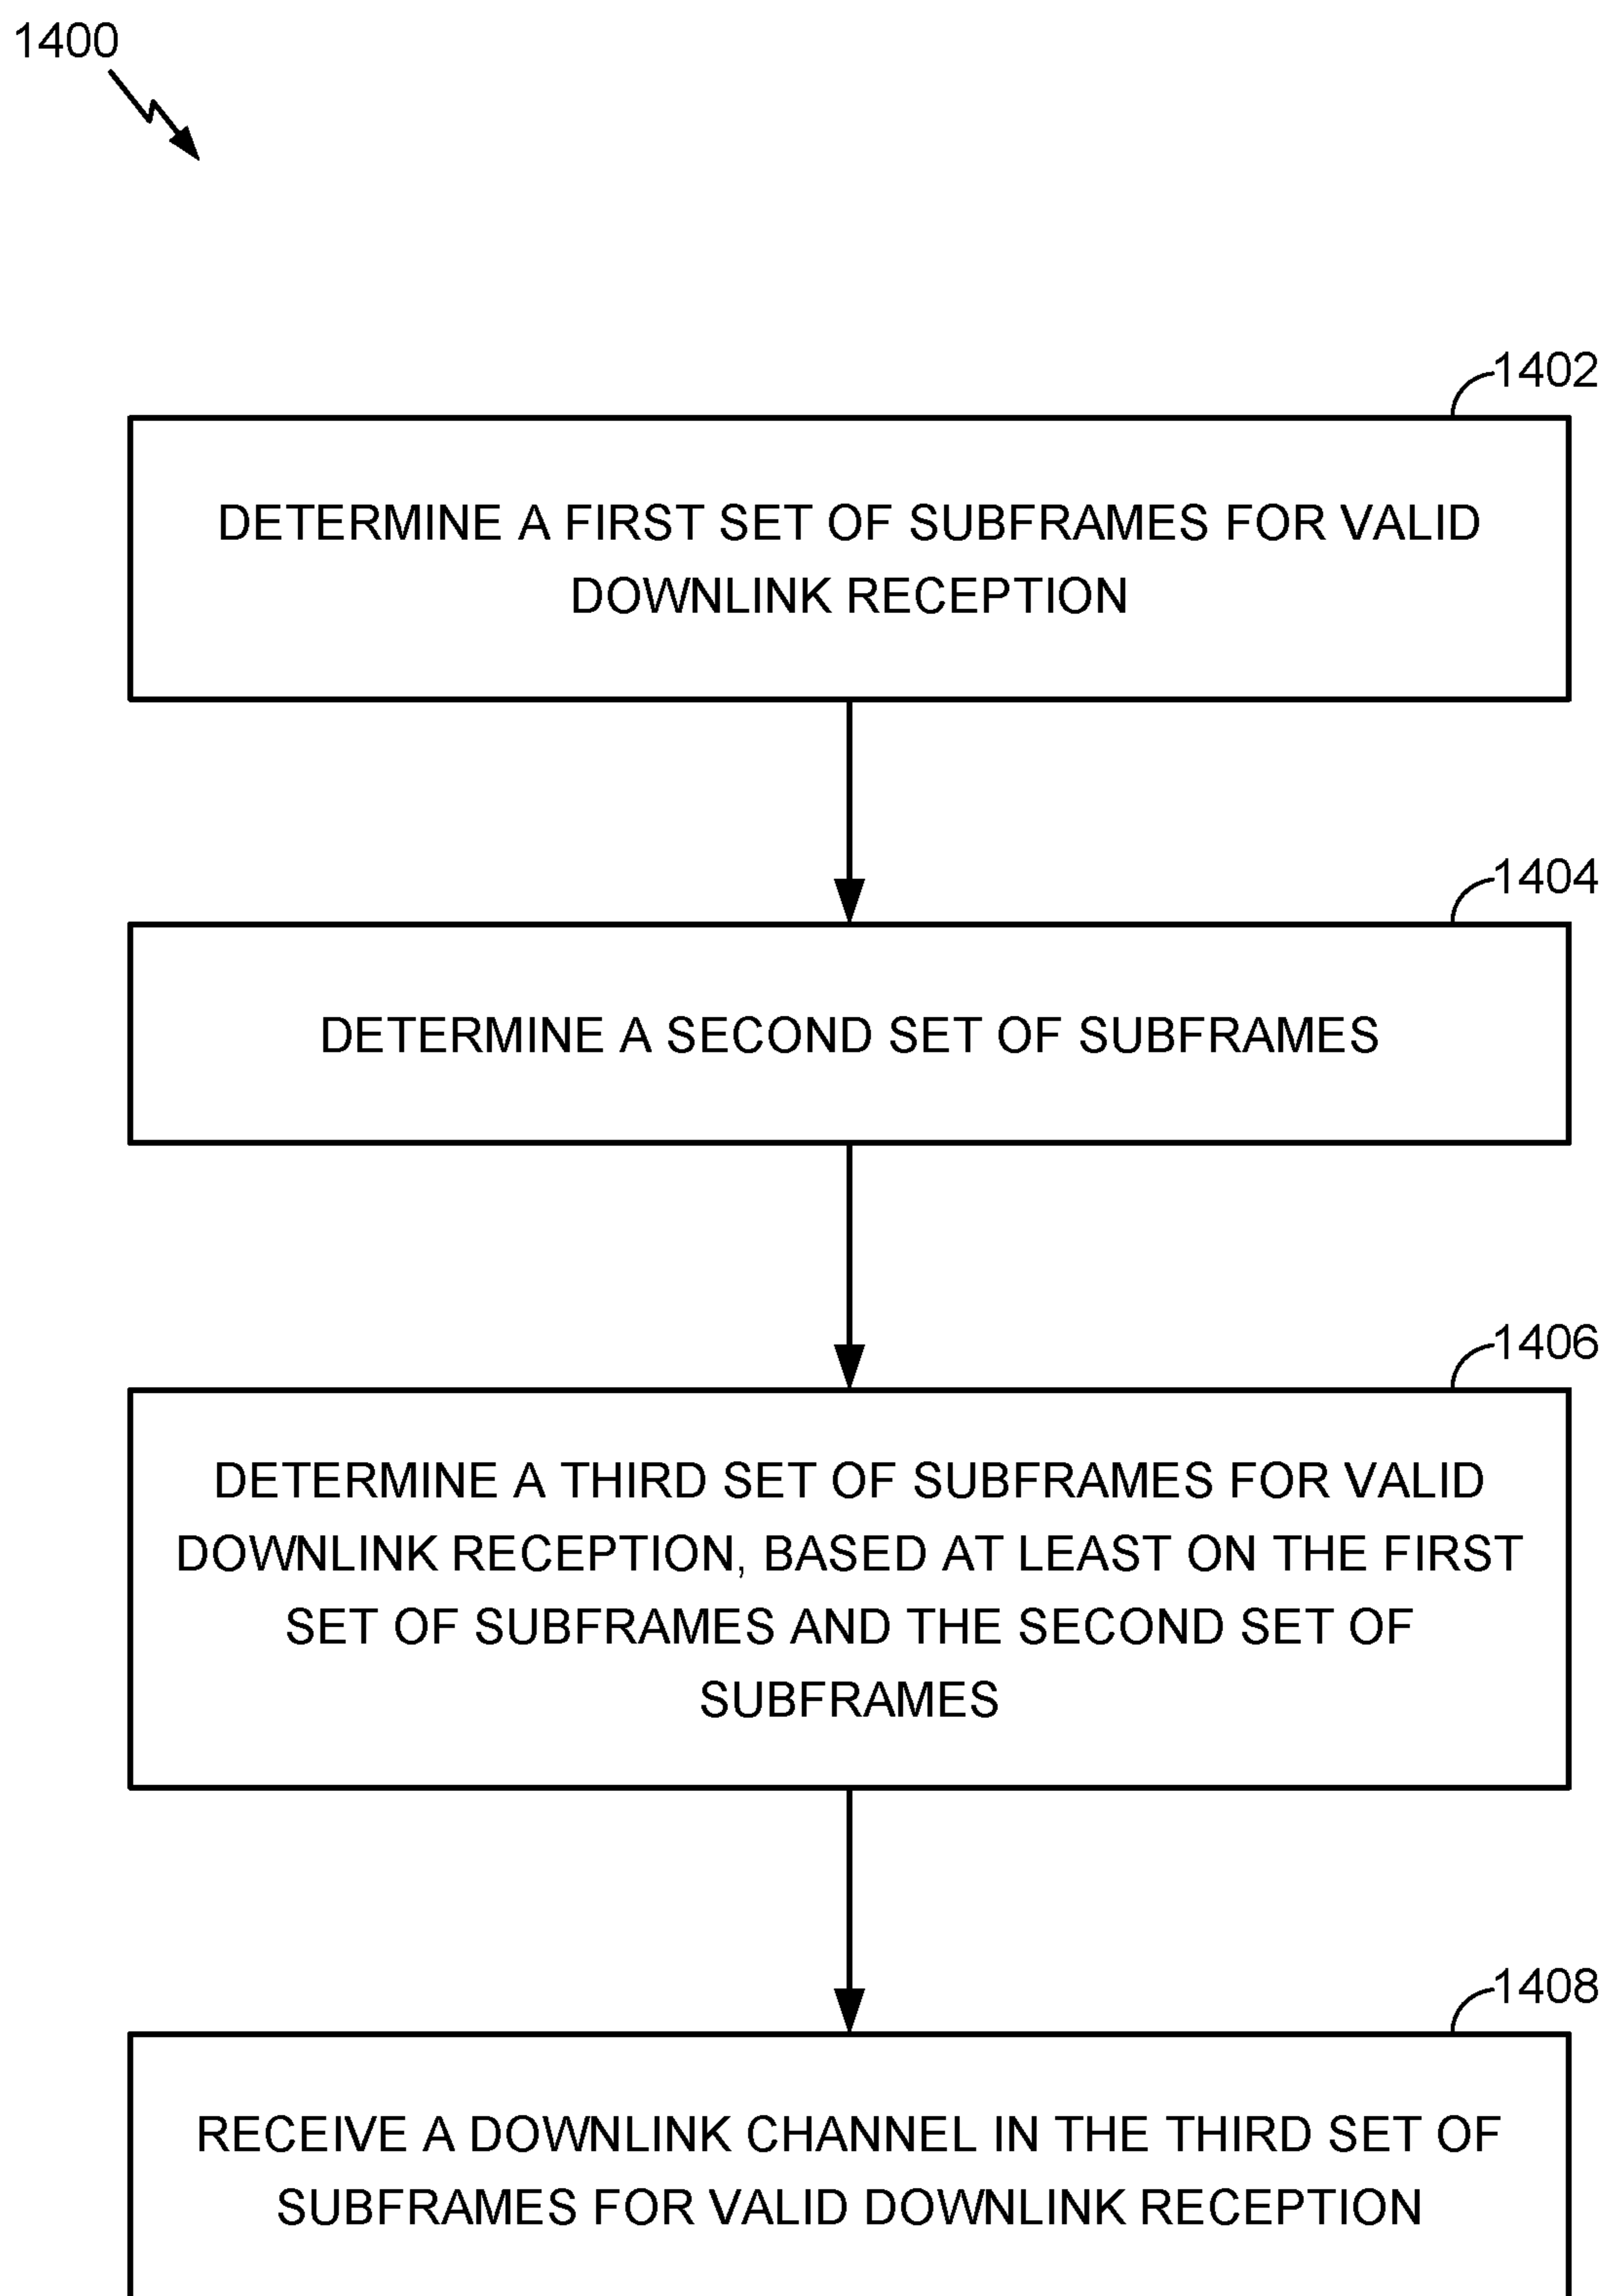 1400
1402
DETERMINE A FIRST SET OF SUBFRAMES FOR VALID
DOWNLINK RECEPTION
1404
DETERMINE A SECOND SET OF SUBFRAMES
1406
DETERMINE A THIRD SET OF SUBFRAMES FOR VALID
DOWNLINK RECEPTION, BASED AT LEAST ON THE FIRST
SET OF SUBFRAMES AND THE SECOND SET OF
SUBFRAMES
1408
RECEIVE A DOWNLINK CHANNEL IN THE THIRD SET OF
SUBFRAMES FOR VALID DOWNLINK RECEPTION